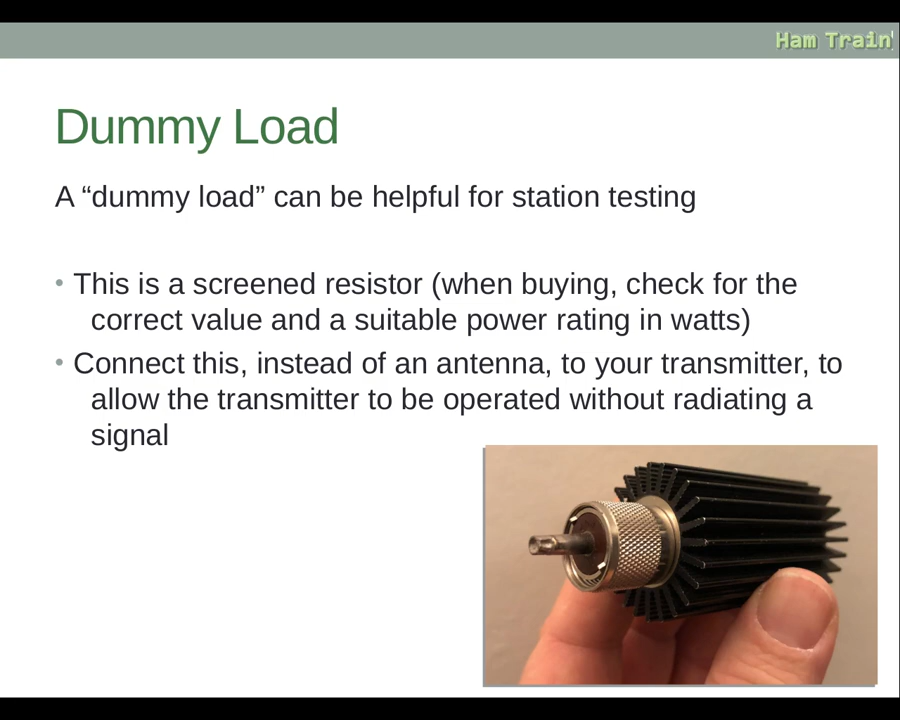 Ham Train
Dummy Load
A “dummy load” can be helpful for station testing
• This is a screened resistor (when buying, check for the
correct value and a suitable power rating in watts)
• Connect this, instead of an antenna, to your transmitter, to
allow the transmitter to be operated without radiating a
signal